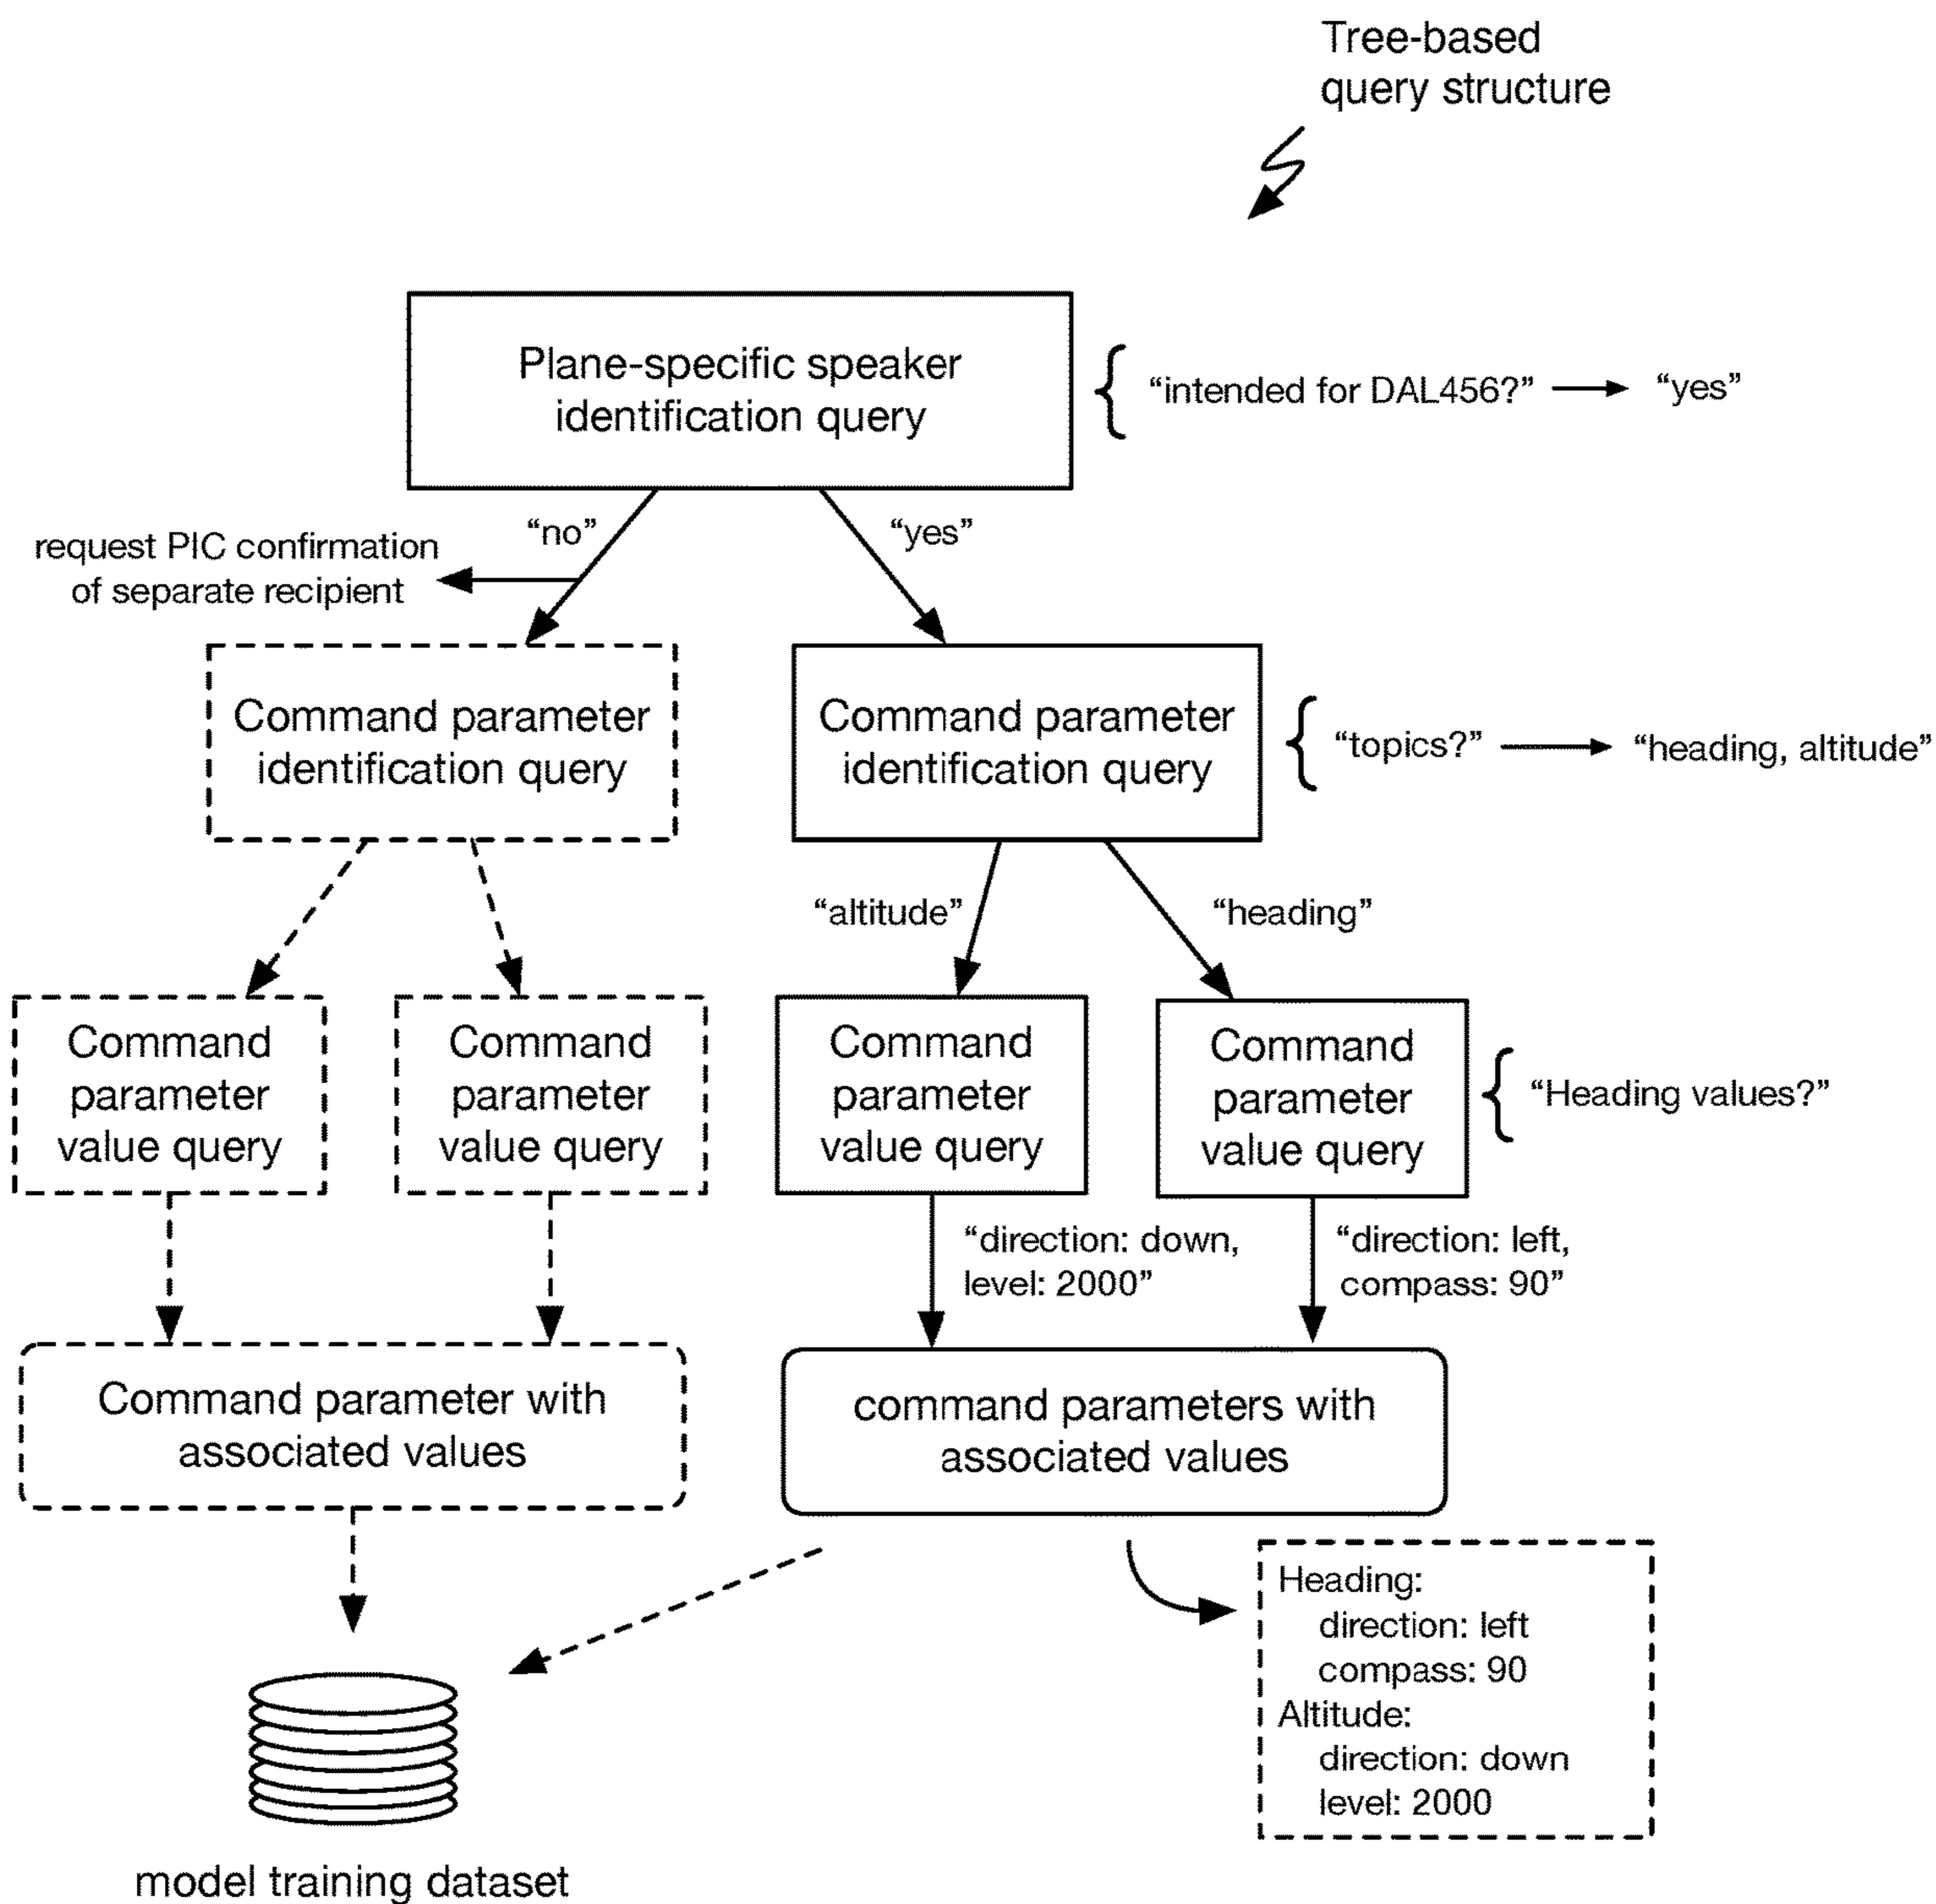 Tree-based
query structure
Plane-specific speaker
identification query
“intended for DAL456?”
“yes”
“no”
“yes”
request PIC confirmation
of separate recipient
Command parameter
identification query
Command parameter
identification query
“topics?”
“heading, altitude”
“altitude”
“heading”
Command
parameter
value query
Command
parameter
value query
Command
parameter
value query
Command
parameter
value query
“Heading values?”
“direction: down,
level: 2000”
“direction: left,
compass: 90”
Command parameter with
associated values
command parameters with
associated values
Heading:
direction: left
compass: 90
Altitude:
direction: down
level: 2000
model training dataset